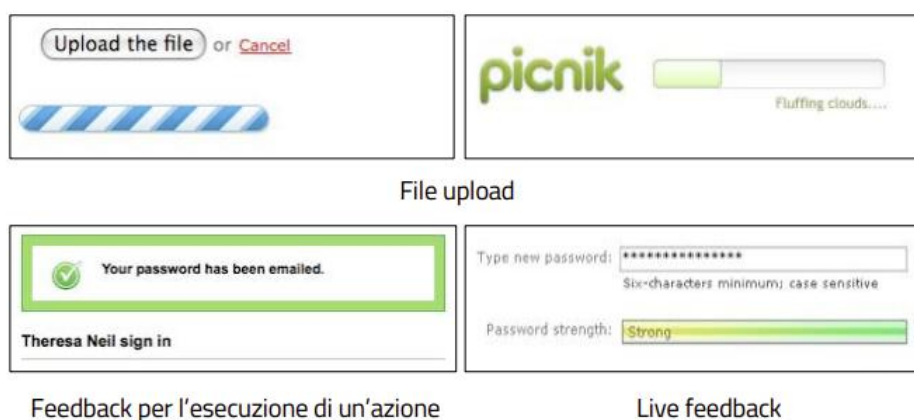 Upload the file or Cancel
picnik
Fluffing clouds....
File upload
Your password has been emailed.
Theresa Neil sign in
Type new password: ***************
Six-characters minimum; case sensitive
Password strength: Strong
Feedback per l'esecuzione di un'azione
Live feedback